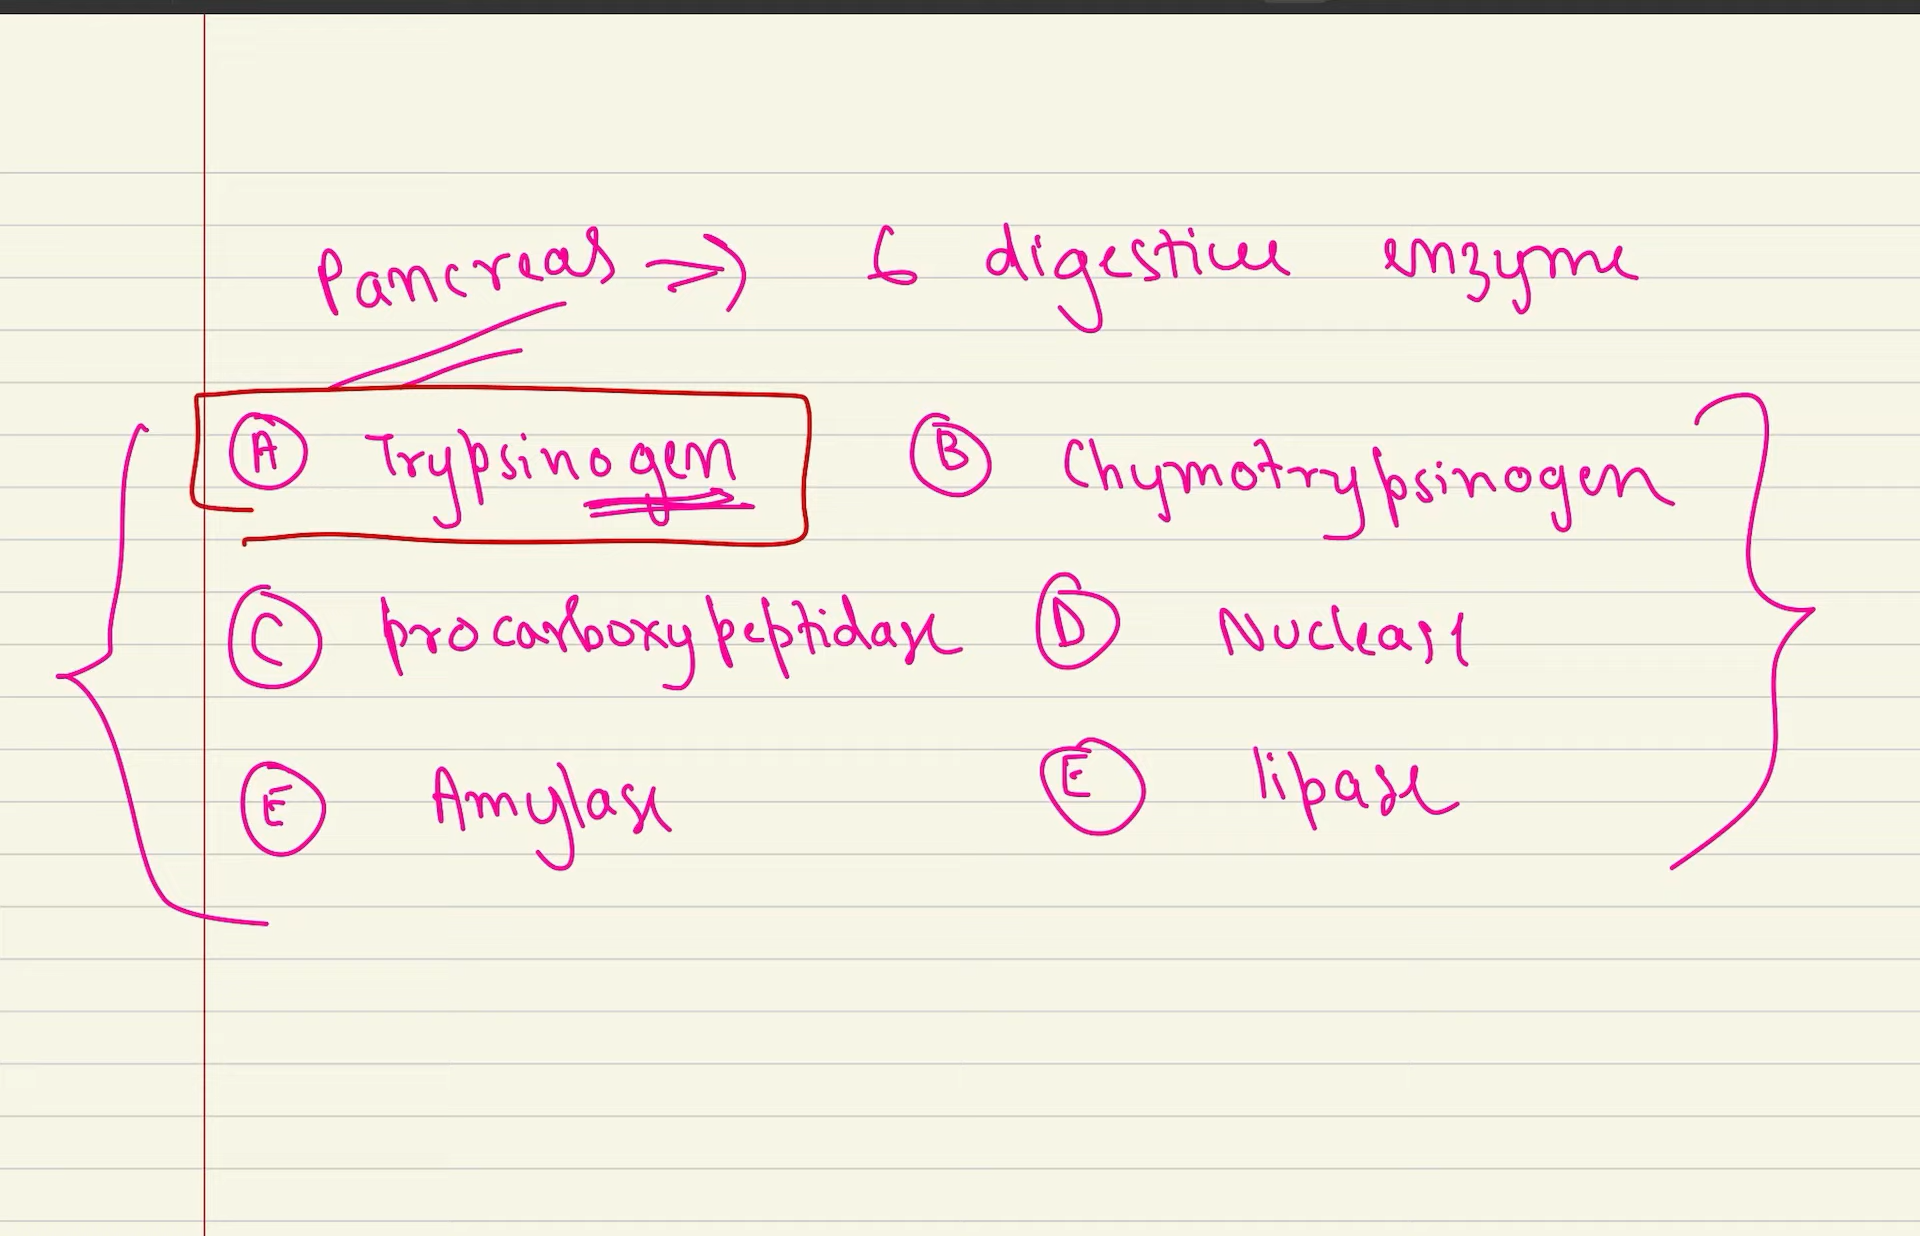 Pancreas => 6 digestive enzyme
A Trypsinogen B Chymotrypsinogen
C procarboxypeptidase D Nuclease
E Amylase E lipase